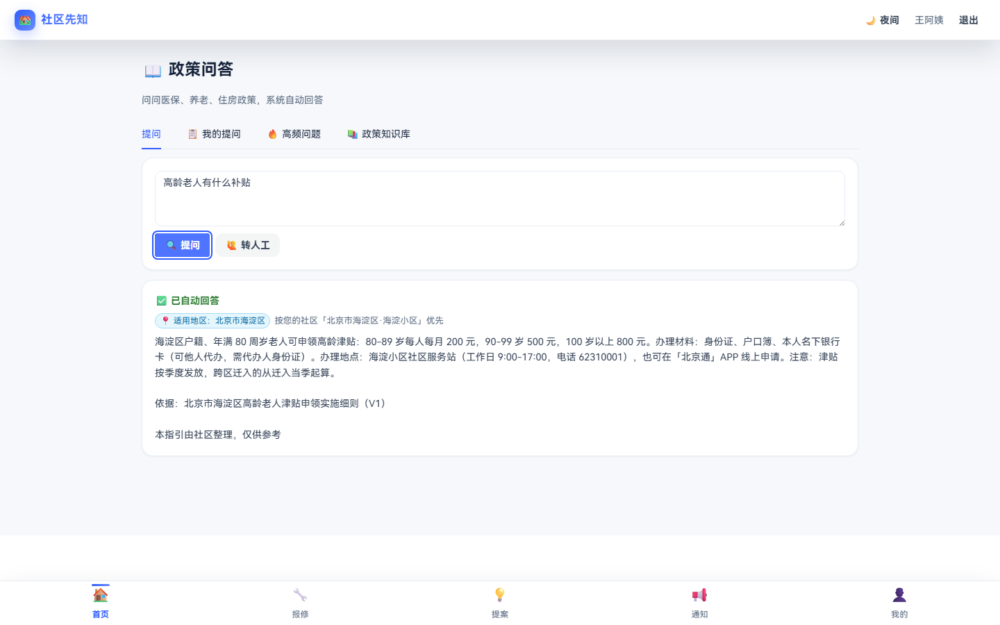 社区先知
夜间
王阿姨
退出
政策问答
问问医保、养老、住房政策，系统自动回答
提问
我的提问
高频问题
政策知识库
高龄老人有什么补贴
提问
转人工
已自动回答
适用地区：北京市海淀区
按您的社区「北京市海淀区·海淀小区」优先
海淀区户籍、年满 80 周岁老人可申领高龄津贴：80-89 岁每人每月 200 元，90-99 岁 500 元，100 岁以上 800 元。办理材料：身份证、户口簿、本人名下银行
卡（可他人代办，需代办人身份证）。办理地点：海淀小区社区服务站（工作日 9:00-17:00，电话 62310001），也可在「北京通」APP 线上申请。注意：津贴
按季度发放，跨区迁入的从迁入当季起算。
依据：北京市海淀区高龄老人津贴申领实施细则（V1）
本指引由社区整理，仅供参考
首页
报修
提案
通知
我的